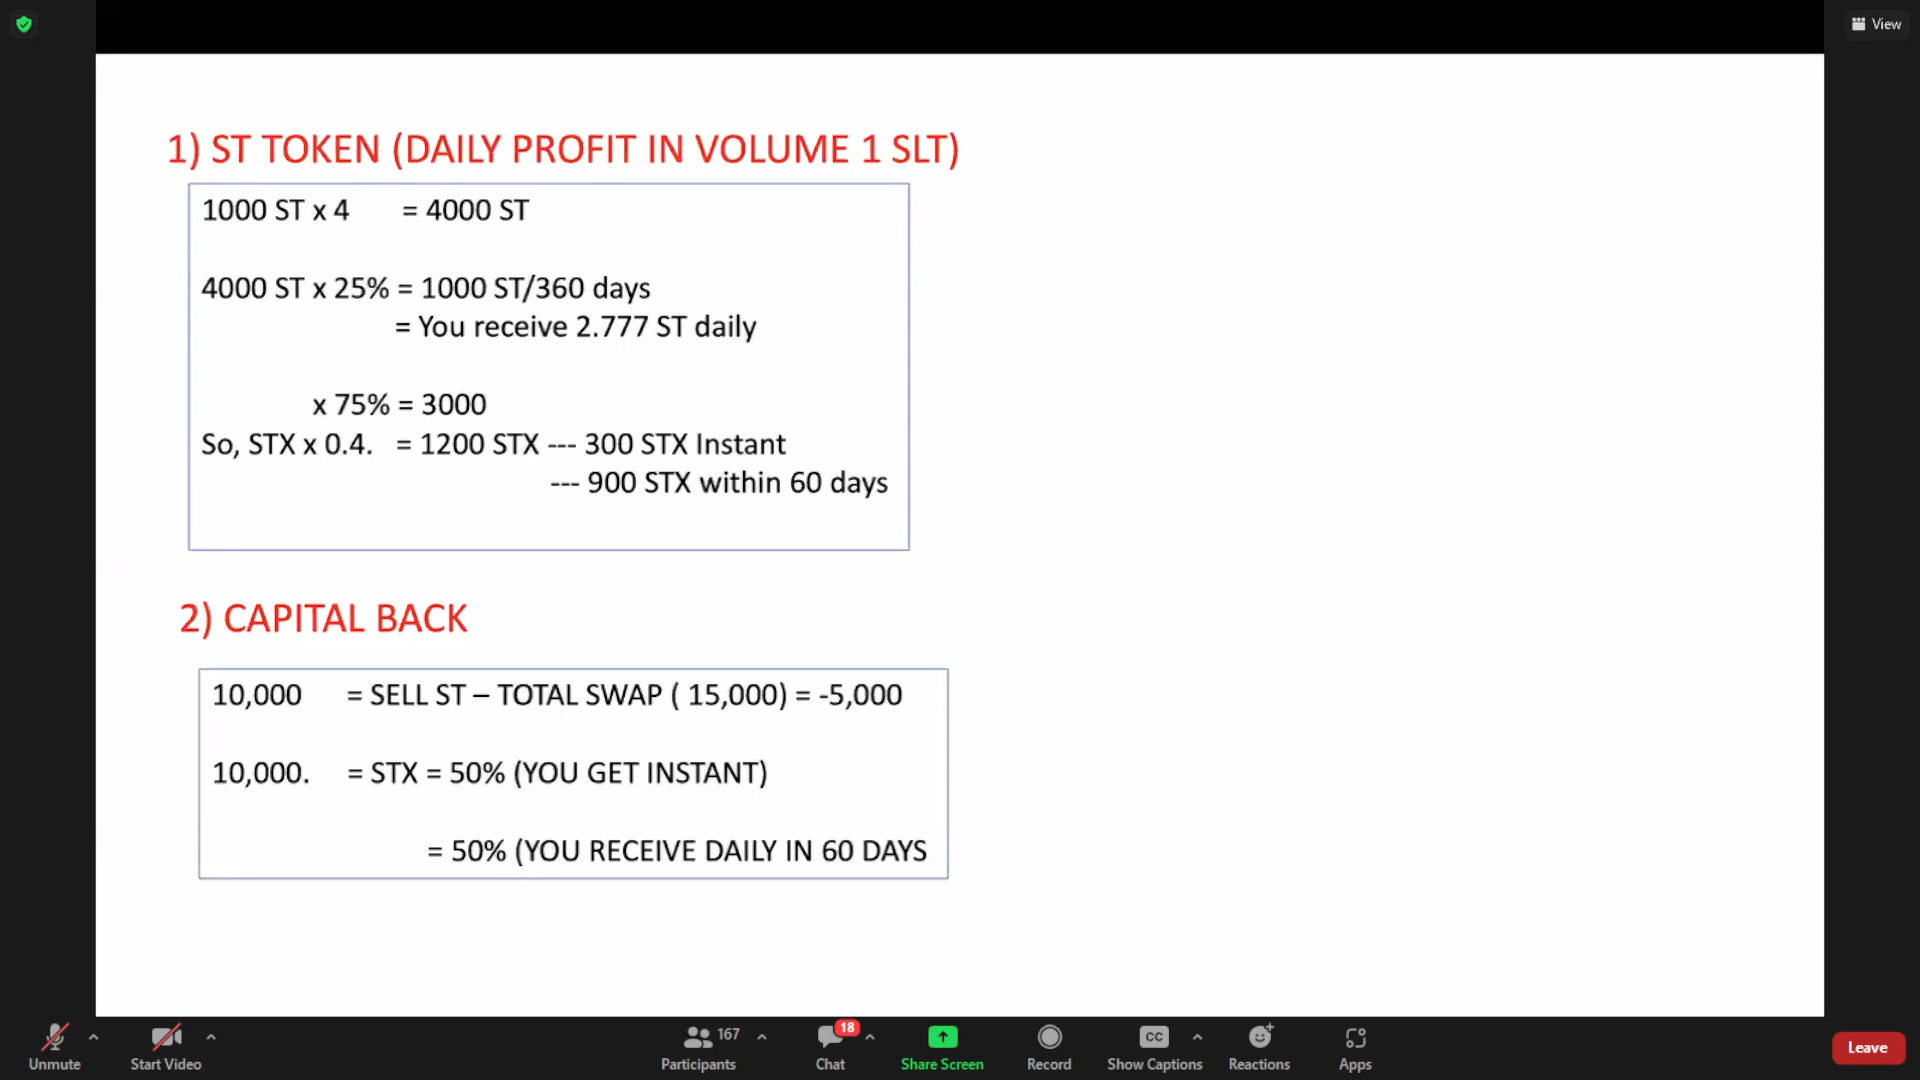 View
1) ST TOKEN (DAILY PROFIT IN VOLUME 1 SLT)
1000 ST x 4 = 4000 ST
4000 ST x 25% = 1000 ST/360 days
= You receive 2.777 ST daily
x 75% = 3000
So, STX x 0.4. = 1200 STX --- 300 STX Instant
--- 900 STX within 60 days
2) CAPITAL BACK
10,000 = SELL ST – TOTAL SWAP ( 15,000) = -5,000
10,000. = STX = 50% (YOU GET INSTANT)
= 50% (YOU RECEIVE DAILY IN 60 DAYS
167
18
CC
Unmute
Start Video
Participants
Chat
Share Screen
Record
Show Captions
Reactions
Apps
Leave